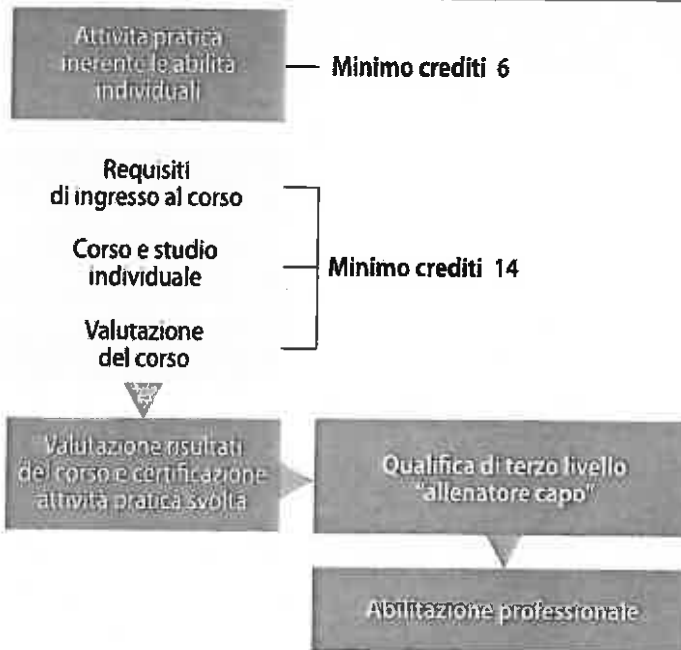 Attività pratica
inerente le abilità
individuali
Minimo crediti 6
Requisiti
di ingresso al corso
Corso e studio
individuale
Minimo crediti 14
Valutazione
del corso
Valutazione risultati
del corso e certificazione
attività pratica svolta
Qualifica di terzo livello
"allenatore capo"
Abilitazione professionale